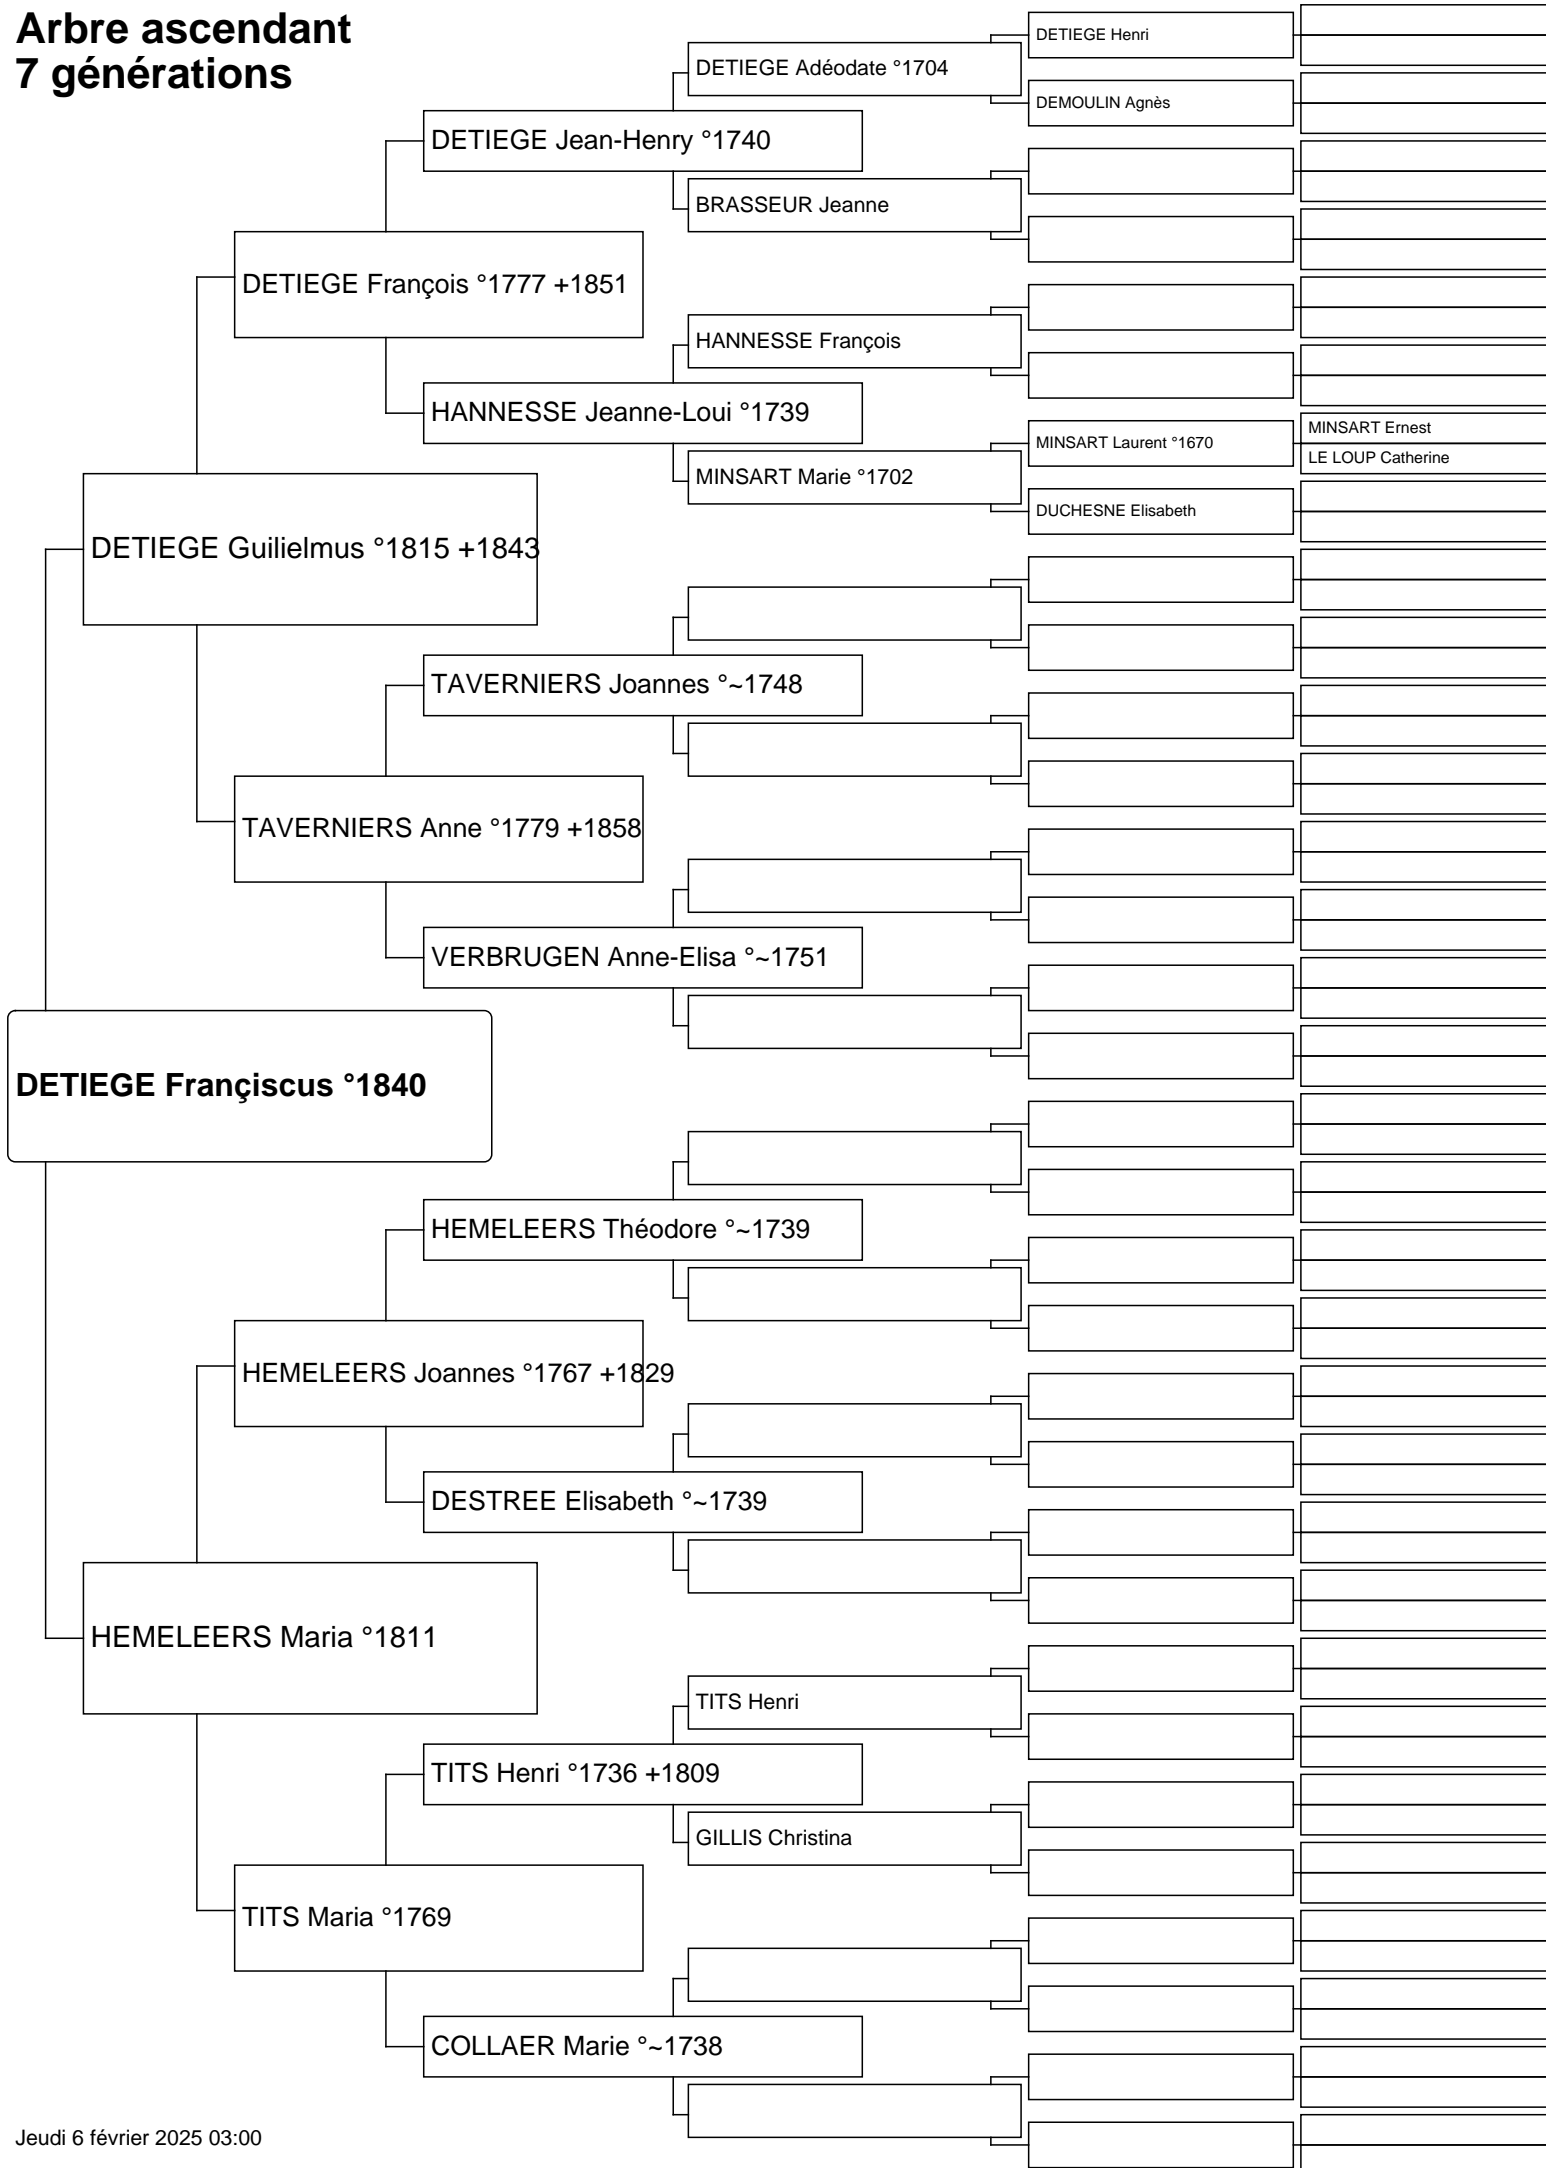 Arbre ascendant
7 générations
DETIEGE Henri
DETIEGE Adéodate °1704
DEMOULIN Agnès
DETIEGE Jean-Henry °1740
BRASSEUR Jeanne
DETIEGE François °1777 +1851
HANNESSE François
HANNESSE Jeanne-Loui °1739
MINSART Ernest
MINSART Laurent °1670
LE LOUP Catherine
MINSART Marie °1702
DUCHESNE Elisabeth
DETIEGE Guilielmus °1815 +1843
TAVERNIERS Joannes °~1748
TAVERNIERS Anne °1779 +1858
VERBRUGEN Anne-Elisa °~1751
DETIEGE Françiscus °1840
HEMELEERS Théodore °~1739
HEMELEERS Joannes °1767 +1829
DESTREE Elisabeth °~1739
HEMELEERS Maria °1811
TITS Henri
TITS Henri °1736 +1809
GILLIS Christina
TITS Maria °1769
COLLAER Marie °~1738
Jeudi 6 février 2025 03:00